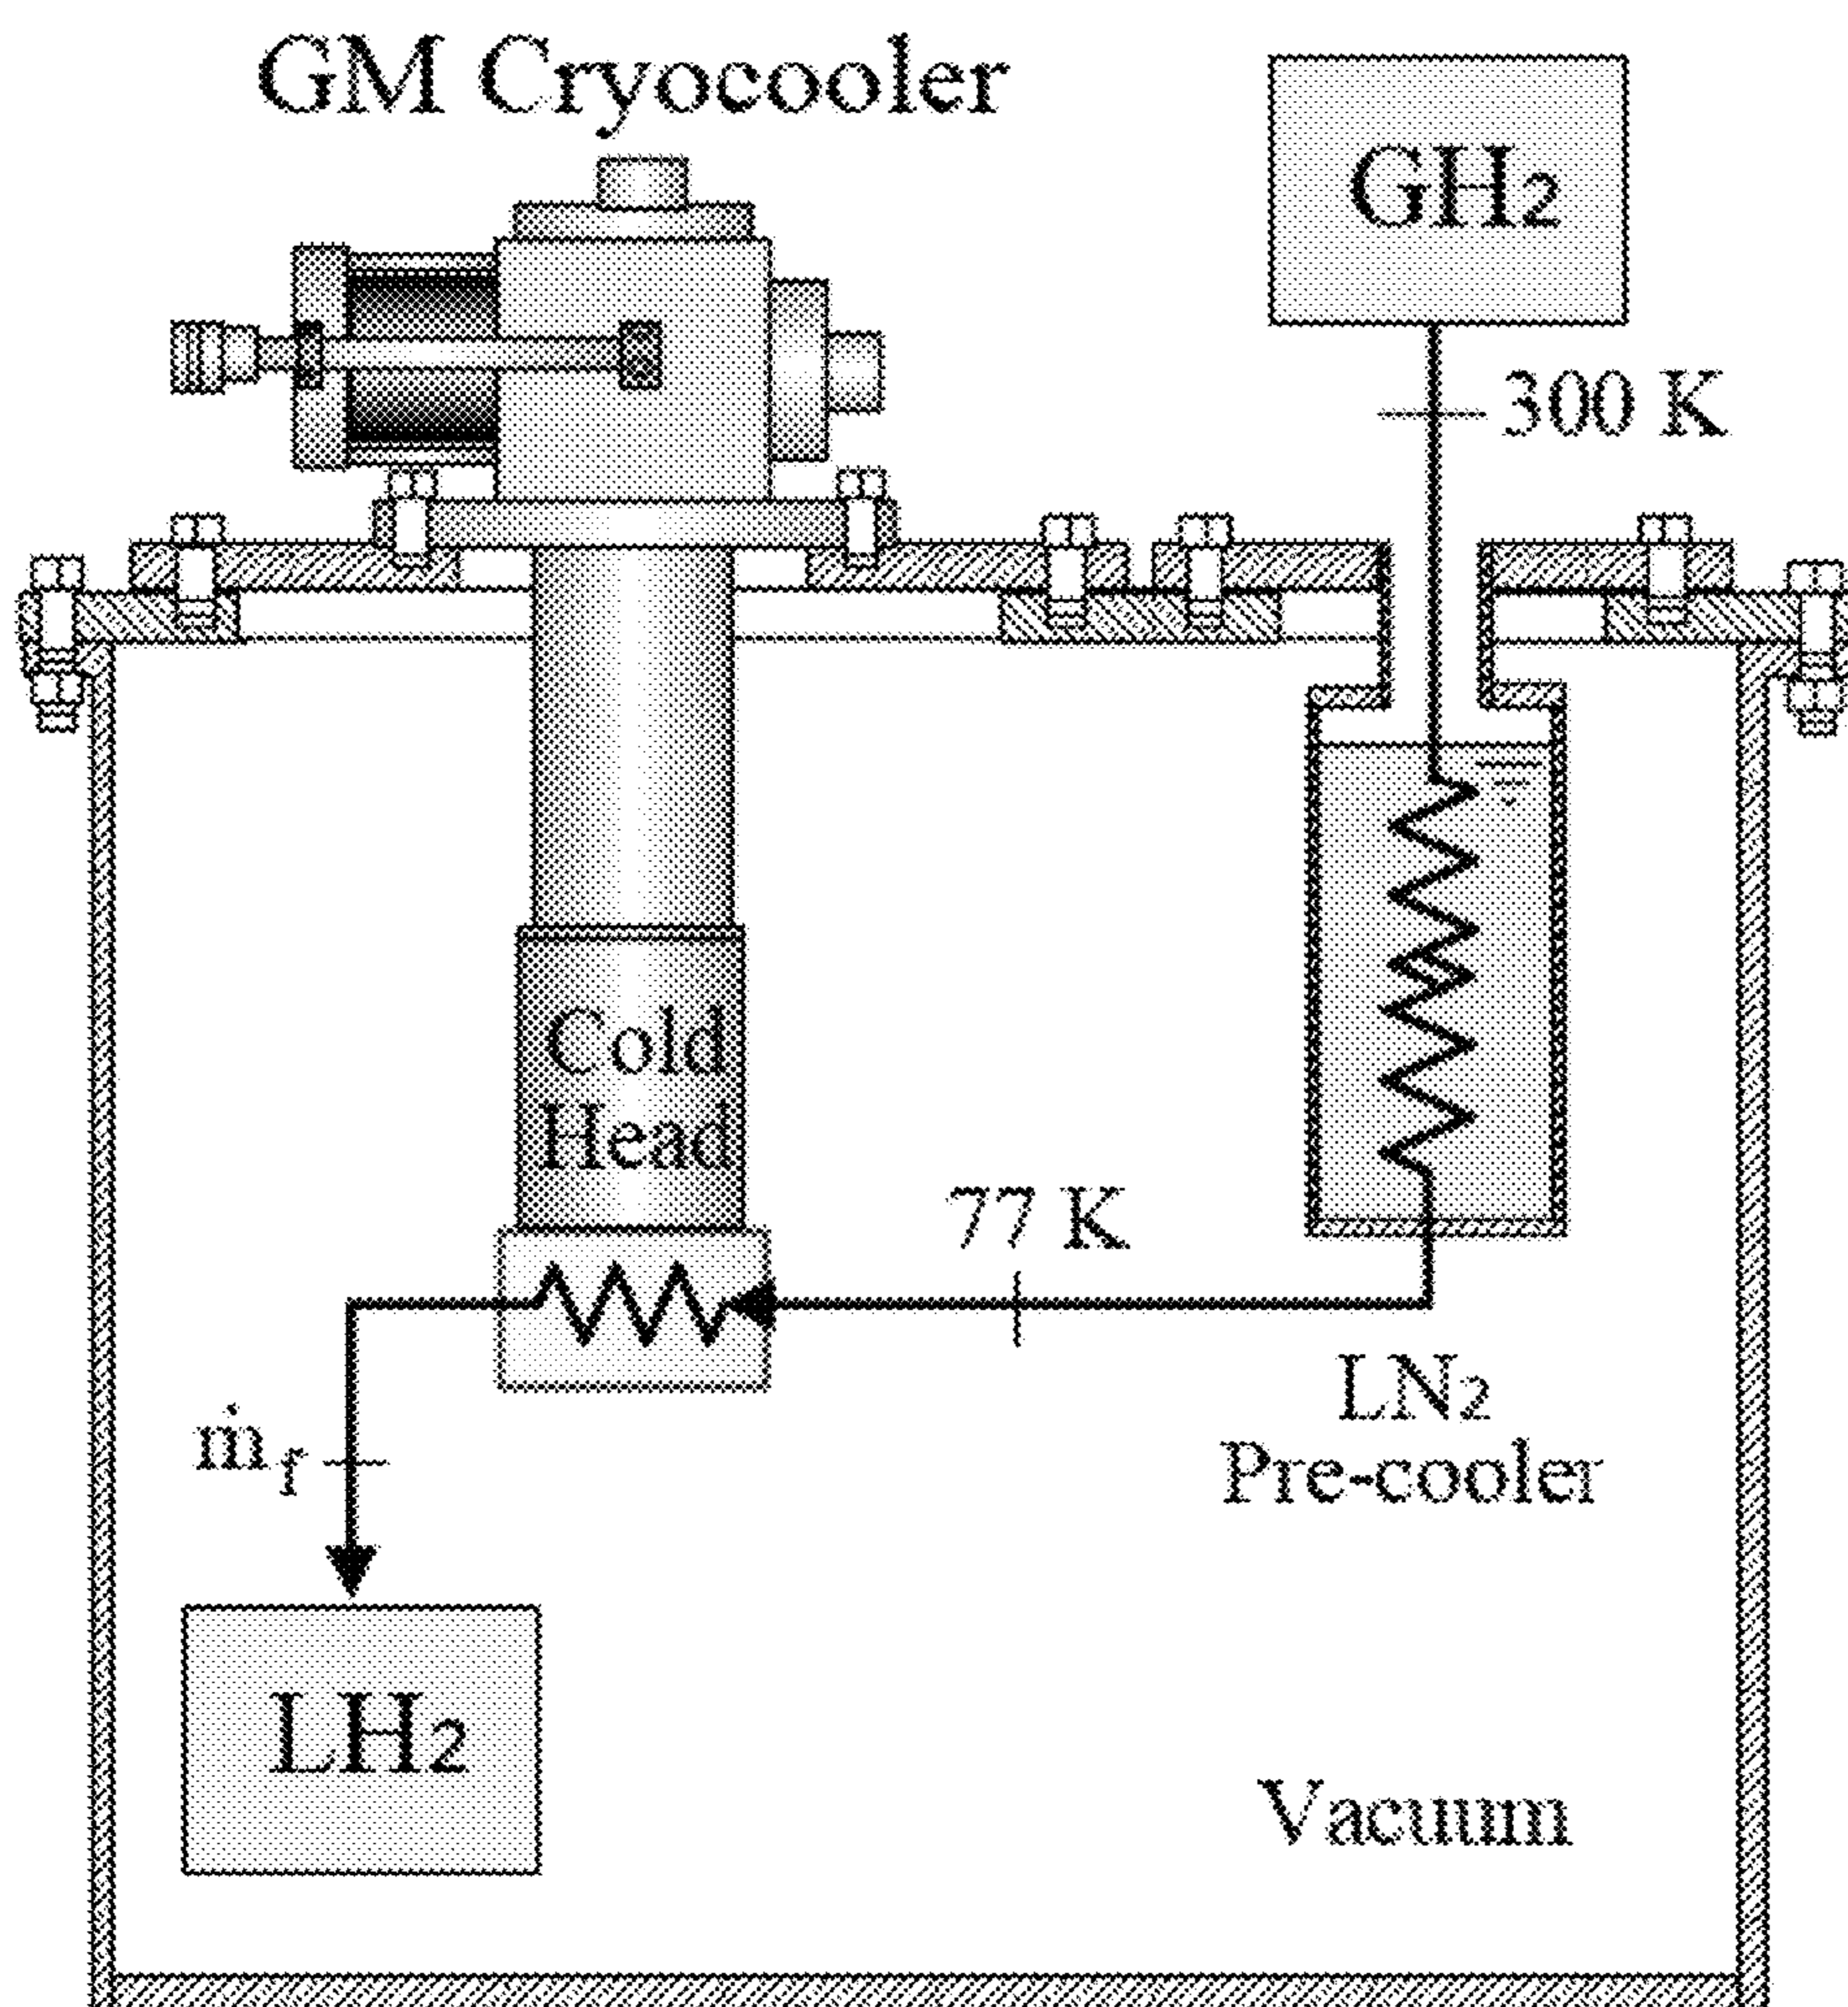 GM Cryocooler
GH₂
300 K
Cold
Head
77 K
LN₂
Pre-cooler
ṁf
LH₂
Vacuum